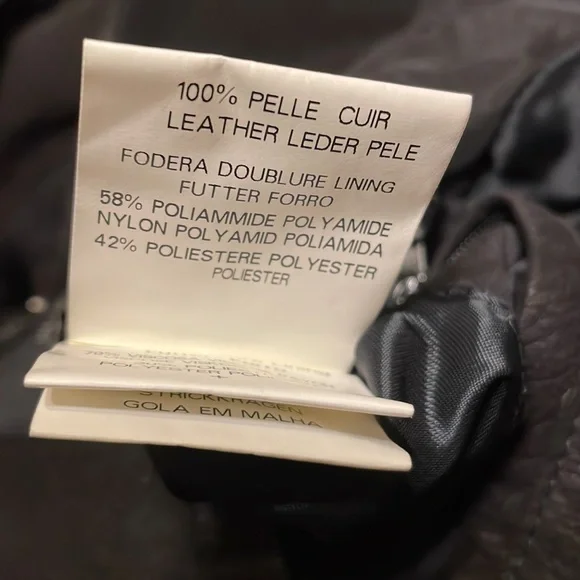 100% PELLE CUIR
LEATHER LEDER PELE
FODERA DOUBLURE LINING
FUTTER FORRO
58% POLIAMMIDE POLYAMIDE
NYLON POLYAMID POLIAMIDA
42% POLIESTERE POLYESTER
POLIESTER
POLYESTER
STRICKKRAGEN
GOLA EM MALHA